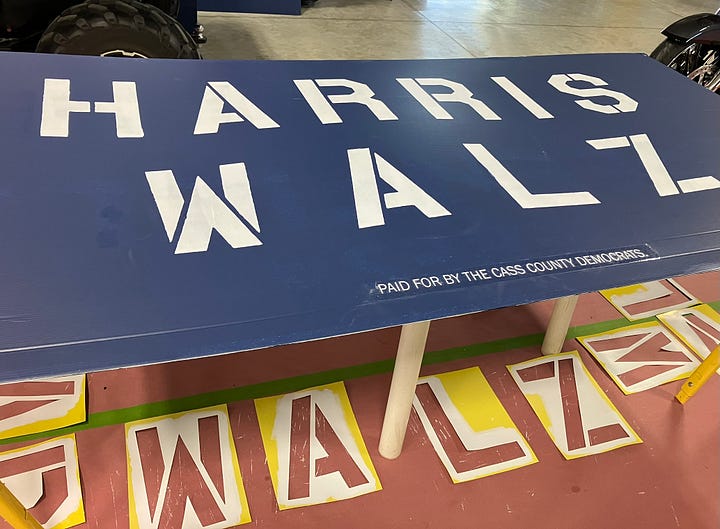 HARRIS
WALZ
PAID FOR BY THE CASS COUNTY DEMOCRATS.
WALZ